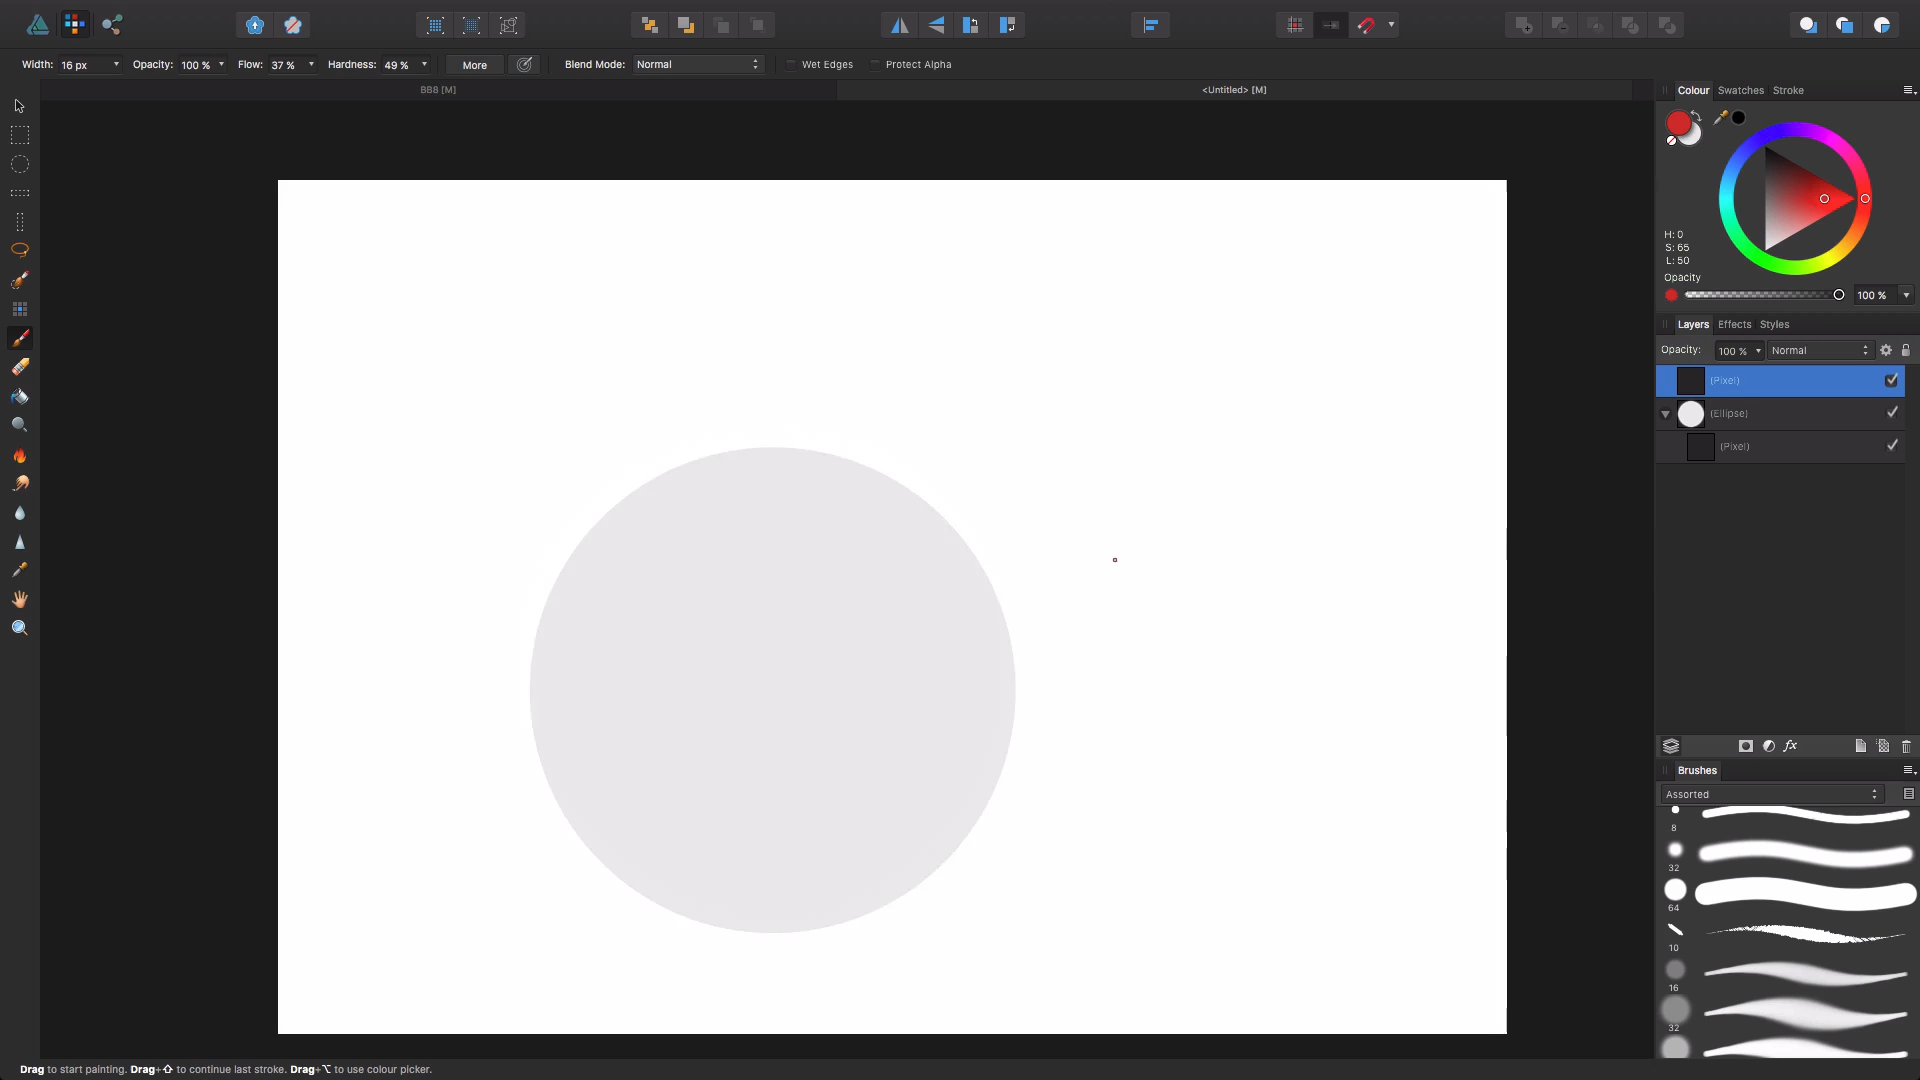 Width: 16 px Opacity: 100 % Flow: 37 % Hardness: 49 % More Blend Mode: Normal Wet Edges Protect Alpha
BB8 [M] <Untitled> [M]
Colour Swatches Stroke
H: 0
S: 65
L: 50
Opacity
100 %
Layers Effects Styles
Opacity: 100 % Normal
(Pixel)
(Ellipse)
(Pixel)
fx
Brushes
Assorted
8
32
64
10
16
32
Drag to start painting. Drag+⇧ to continue last stroke. Drag+⌥ to use colour picker.